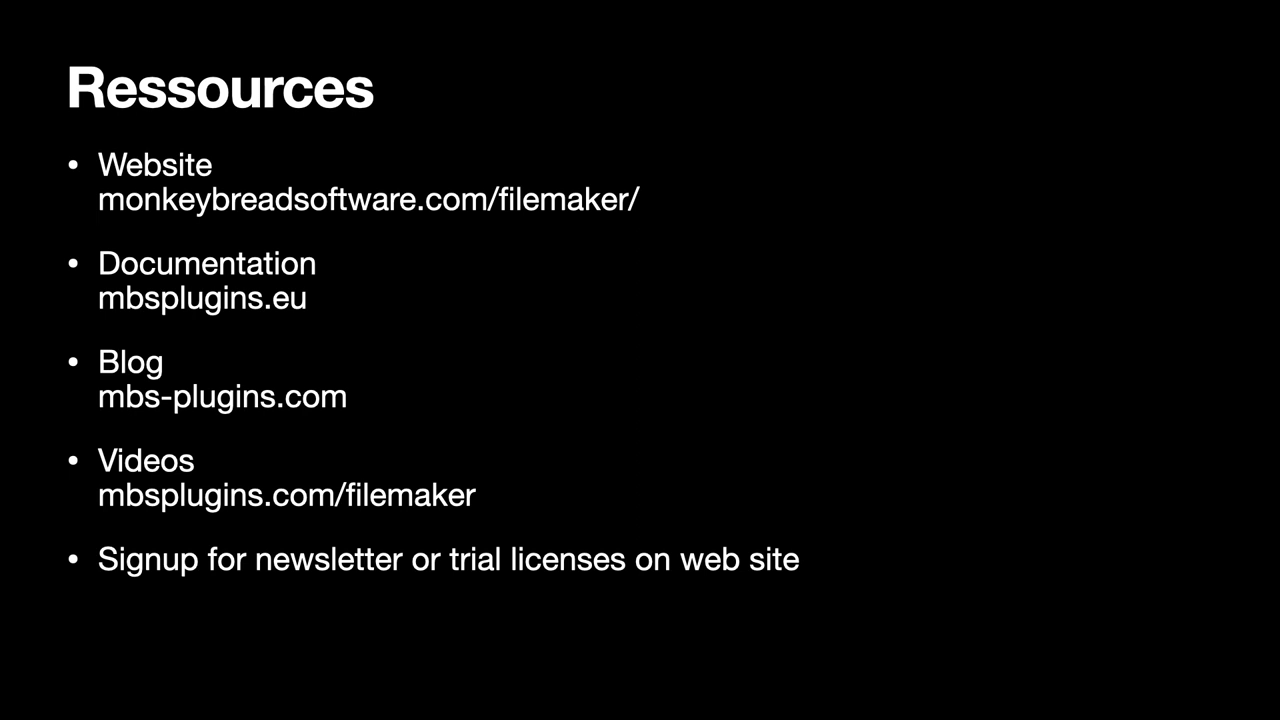 Ressources
• Website
monkeybreadsoftware.com/filemaker/
• Documentation
mbsplugins.eu
• Blog
mbs-plugins.com
• Videos
mbsplugins.com/filemaker
• Signup for newsletter or trial licenses on web site